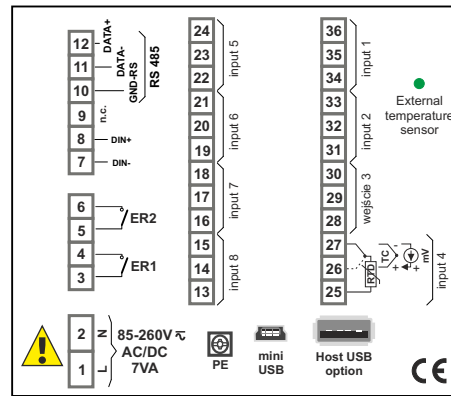 12
DATA+
11
DATA-
10
GND-RS
RS 485
9
n.c.
8
DIN+
7
DIN-
6
5
ER2
4
3
ER1
2
N
1
L
85-260V
AC/DC
7VA
24
23
22
input 5
21
20
19
input 6
18
17
16
input 7
15
14
13
input 8
36
35
34
input 1
33
32
31
input 2
30
29
28
wejście 3
27
26
25
RTD
TC
-
+
-
+
mV
input 4
External
temperature
sensor
PE
mini
USB
Host USB
option
CE